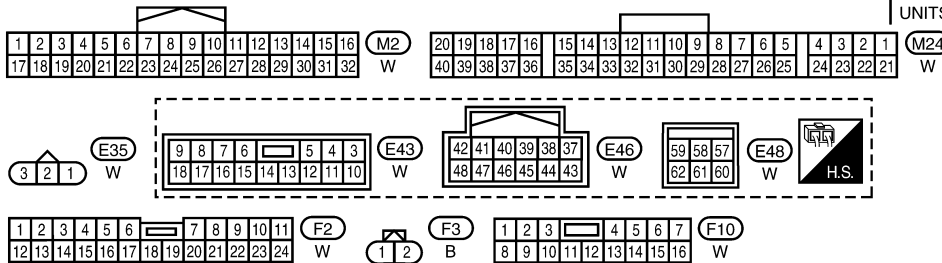 UNITS
1 2 3 4 5 6 7 8 9 10 11 12 13 14 15 16 M2 20 19 18 17 16 15 14 13 12 11 10 9 8 7 6 5 4 3 2 1 M24
17 18 19 20 21 22 23 24 25 26 27 28 29 30 31 32 W 40 39 38 37 36 35 34 33 32 31 30 29 28 27 26 25 24 23 22 21 W
3 2 1 E35 9 8 7 6 5 4 3 E43 42 41 40 39 38 37 E46 59 58 57 E48
W 18 17 16 15 14 13 12 11 10 W 48 47 46 45 44 43 W 62 61 60 W H.S.
1 2 3 4 5 6 7 8 9 10 11 F2 F3 1 2 3 4 5 6 7 F10
12 13 14 15 16 17 18 19 20 21 22 23 24 W 1 2 B 8 9 10 11 12 13 14 15 16 W